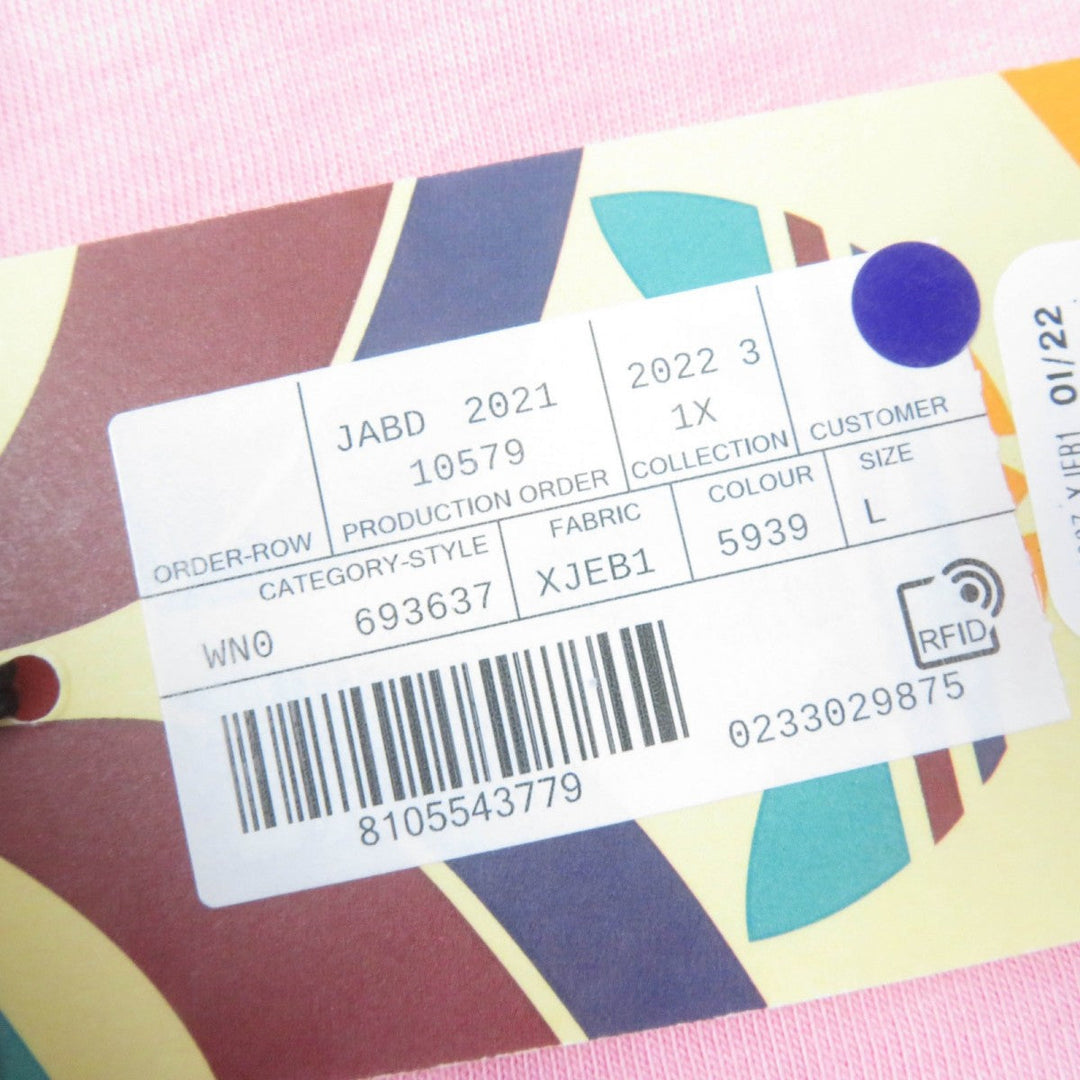 JABD 2021
10579
2022 3
1X
ORDER-ROW
PRODUCTION ORDER
COLLECTION
CUSTOMER
CATEGORY-STYLE
FABRIC
COLOUR
SIZE
WN0 693637
XJEB1
5939
L
RFID
8105543779
0233029875
01/22
XJEB1